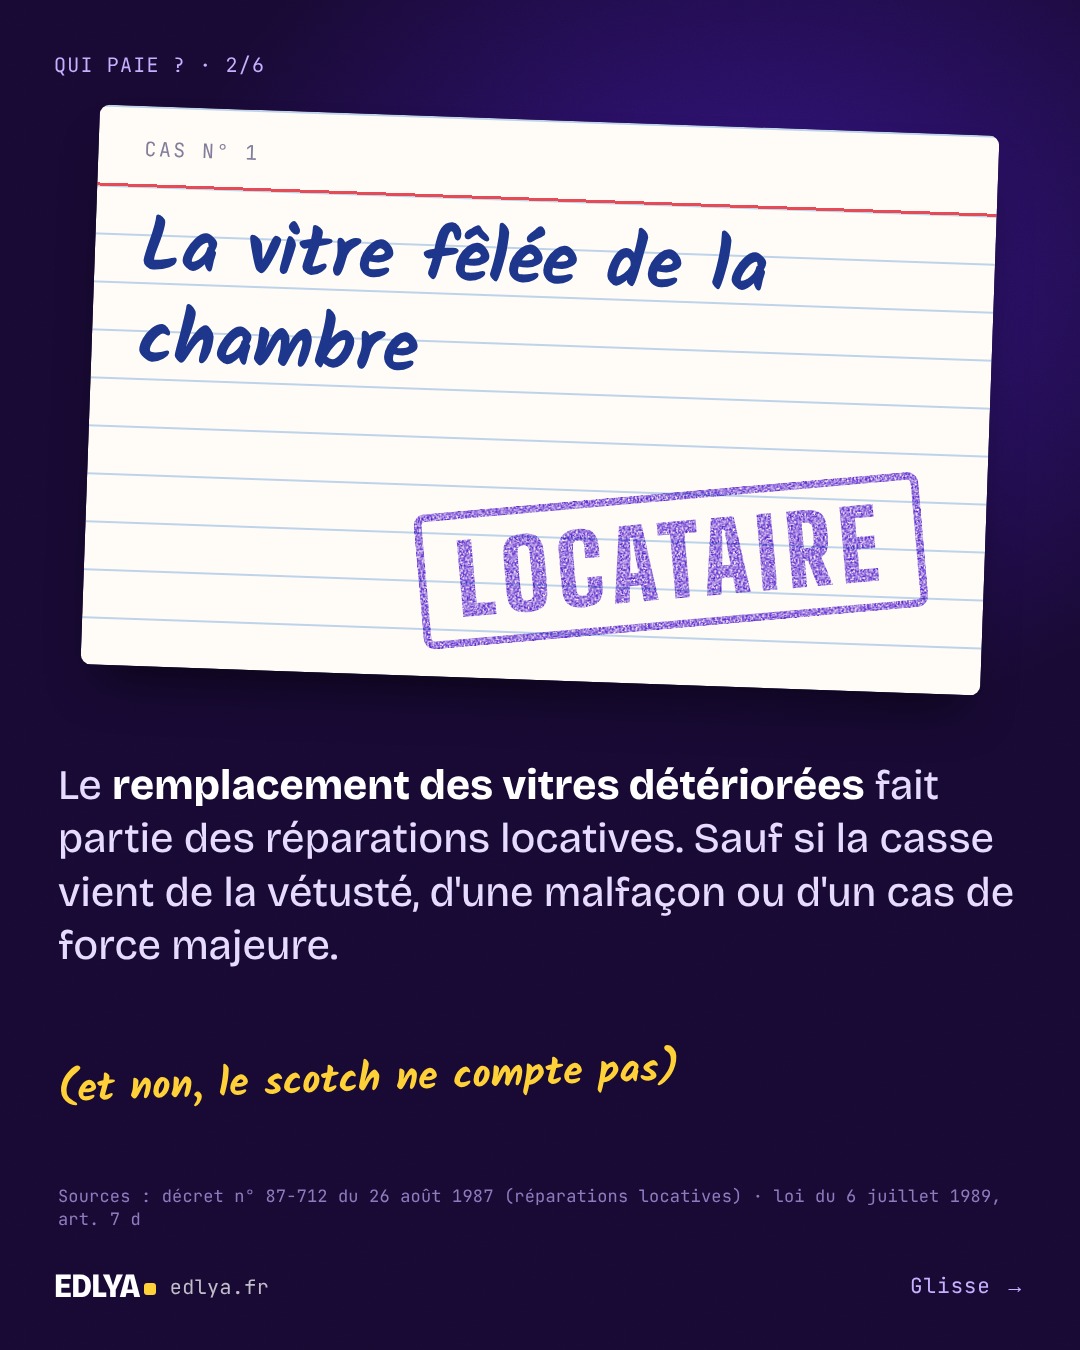 QUI PAIE ? · 2/6
CAS N° 1
La vitre fêlée de la
chambre
LOCATAIRE
Le remplacement des vitres détériorées fait
partie des réparations locatives. Sauf si la casse
vient de la vétusté, d'une malfaçon ou d'un cas de
force majeure.
(et non, le scotch ne compte pas)
Sources : décret n° 87-712 du 26 août 1987 (réparations locatives) · loi du 6 juillet 1989,
art. 7 d
EDLYA edlya.fr
Glisse →